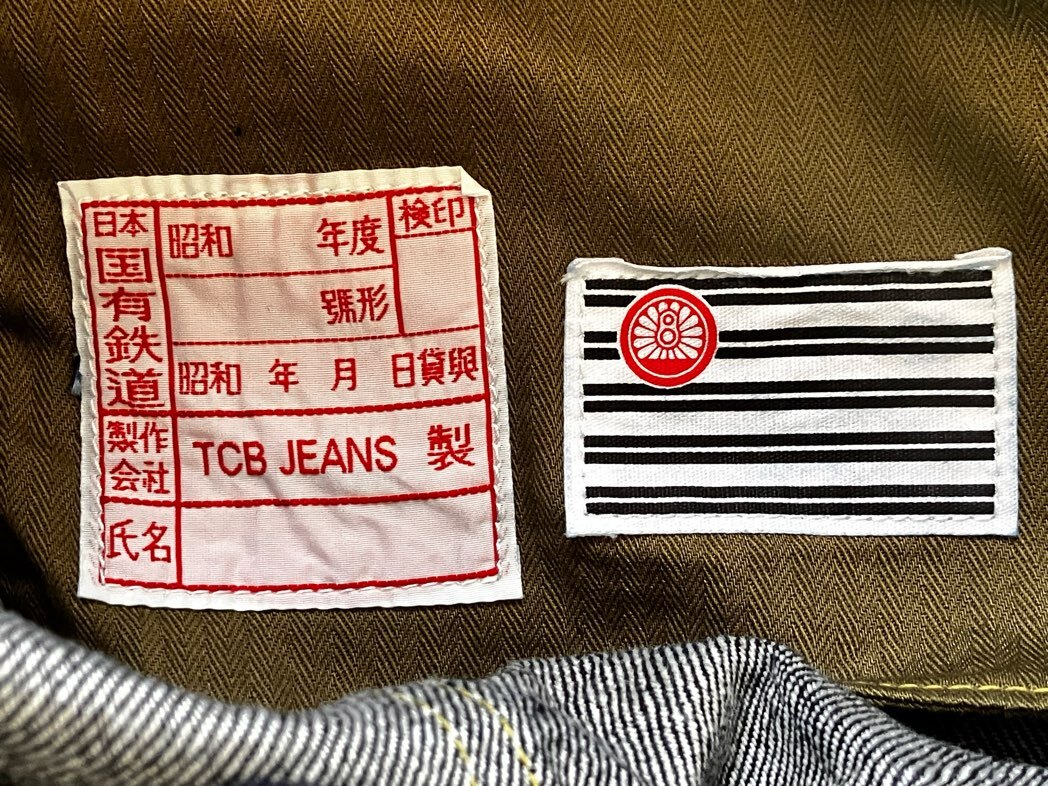 日本
国有鉄道
昭和 年度
検印
號形
昭和 年 月 日貸與
製作会社
TCB JEANS 製
氏名
8